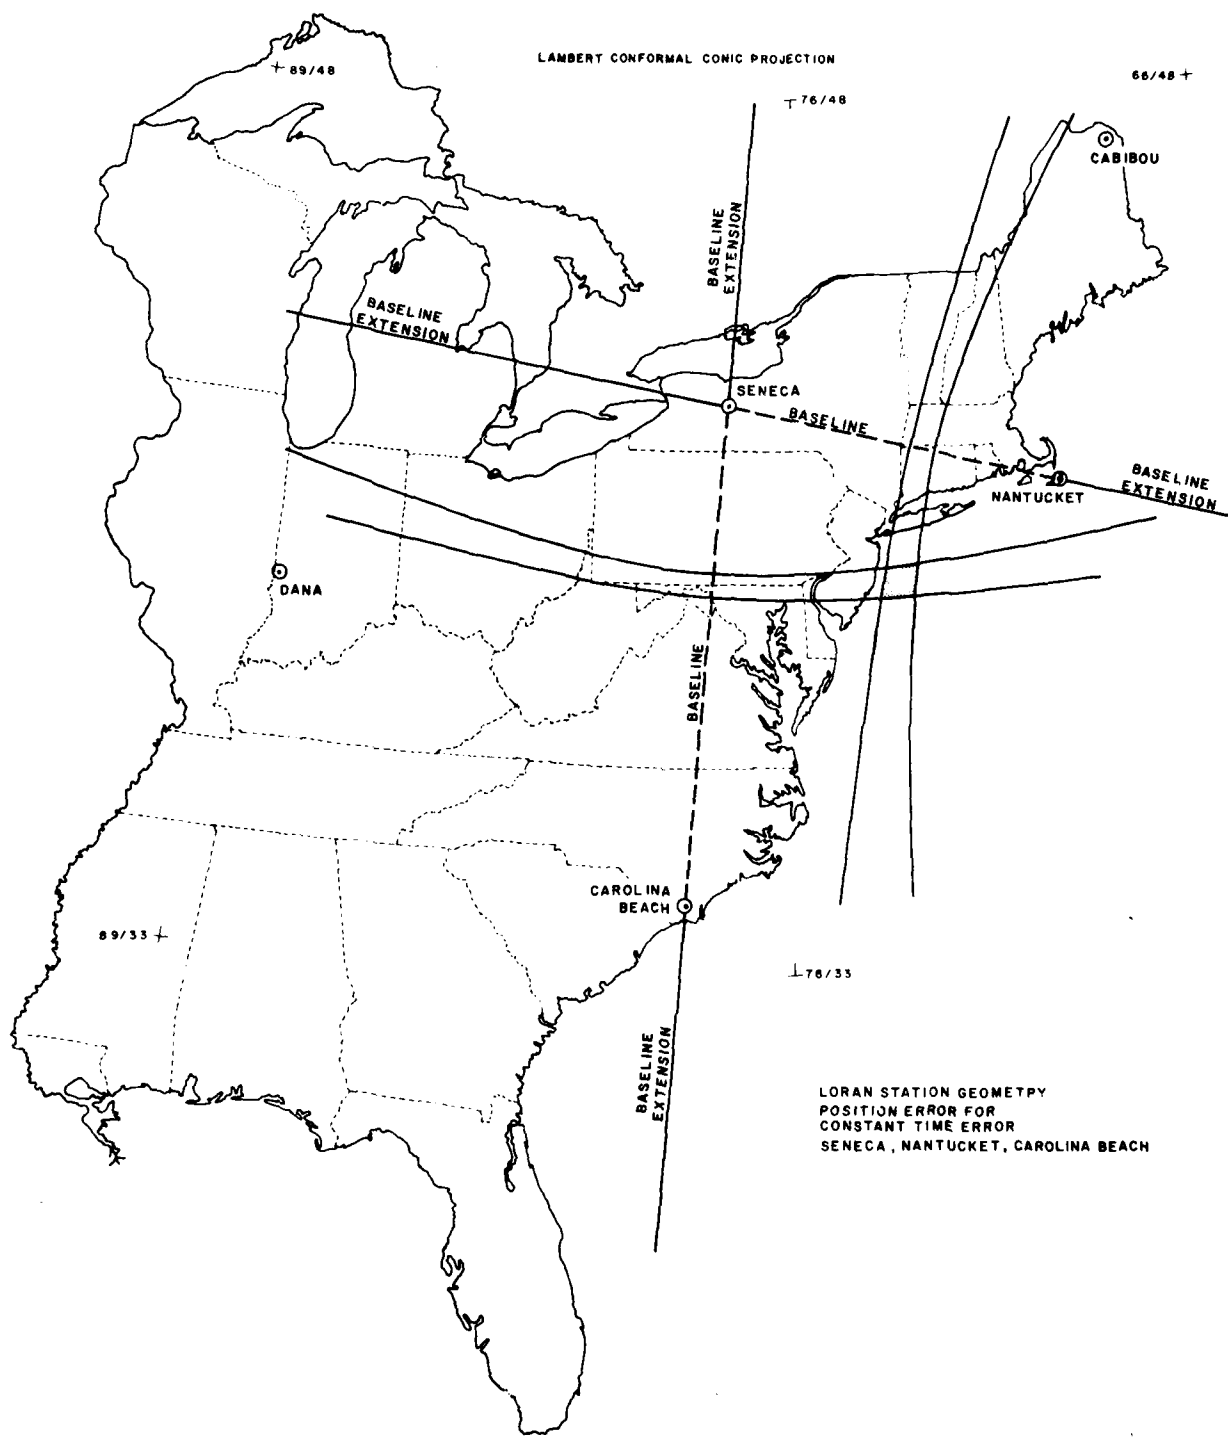 LAMBERT CONFORMAL CONIC PROJECTION
89/48
76/48
66/48
CABIBOU
BASELINE
EXTENSION
BASELINE
EXTENSION
SENECA
BASELINE
BASELINE
EXTENSION
NANTUCKET
DANA
BASELINE
CAROLINA
BEACH
89/33
76/33
BASELINE
EXTENSION
LORAN STATION GEOMETPY
POSITION ERROR FOR
CONSTANT TIME ERROR
SENECA, NANTUCKET, CAROLINA BEACH